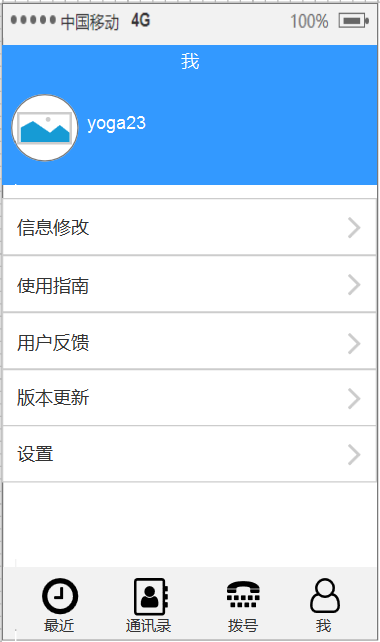 中国移动 4G 100%
我
yoga23
信息修改
使用指南
用户反馈
版本更新
设置
最近 通讯录 拨号 我